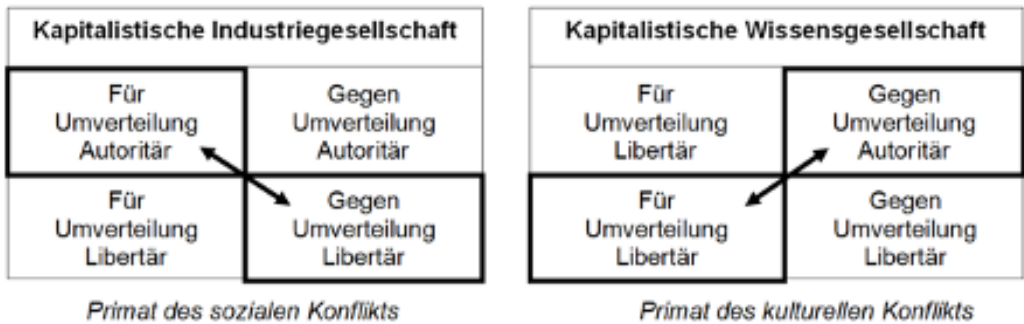 Kapitalistische Industriegesellschaft
Für
Umverteilung
Autoritär
Gegen
Umverteilung
Autoritär
Für
Umverteilung
Libertär
Gegen
Umverteilung
Libertär
Primat des sozialen Konflikts
Kapitalistische Wissensgesellschaft
Für
Umverteilung
Libertär
Gegen
Umverteilung
Autoritär
Für
Umverteilung
Libertär
Gegen
Umverteilung
Libertär
Primat des kulturellen Konflikts